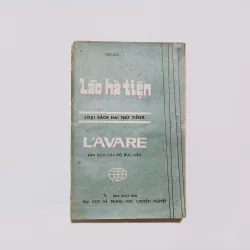 Lão hà tiện
LOẠI SÁCH HAI THỨ TIẾNG
L'AVARE
NHÀ XUẤT BẢN
ĐẠI HỌC VÀ TRUNG HỌC CHUYÊN NGHIỆP